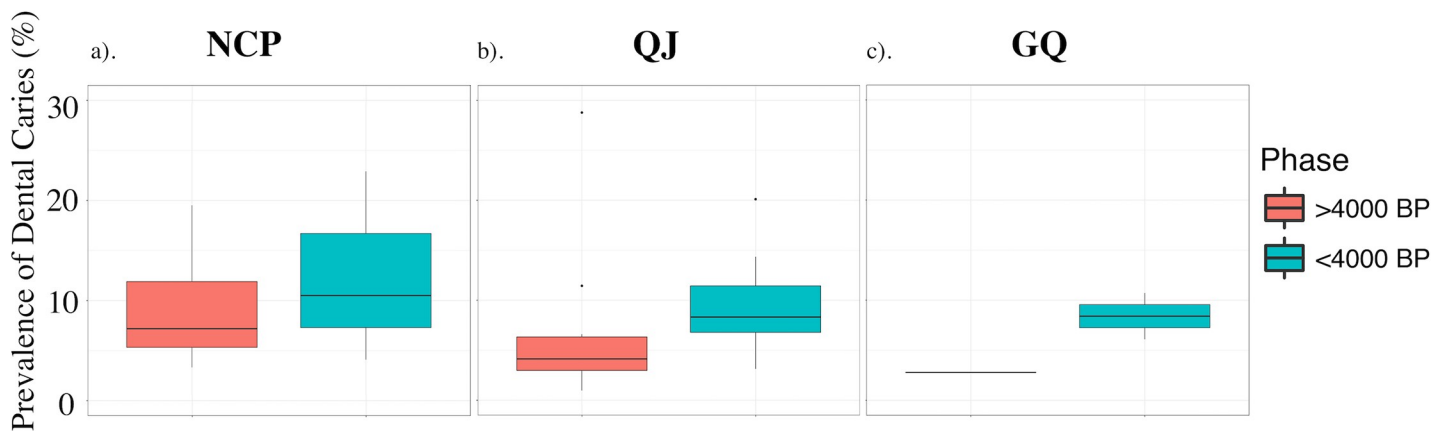 Prevalence of Dental Caries (%)
a). NCP
b). QJ
c). GQ
30
20
10
0
Phase
>4000 BP
<4000 BP